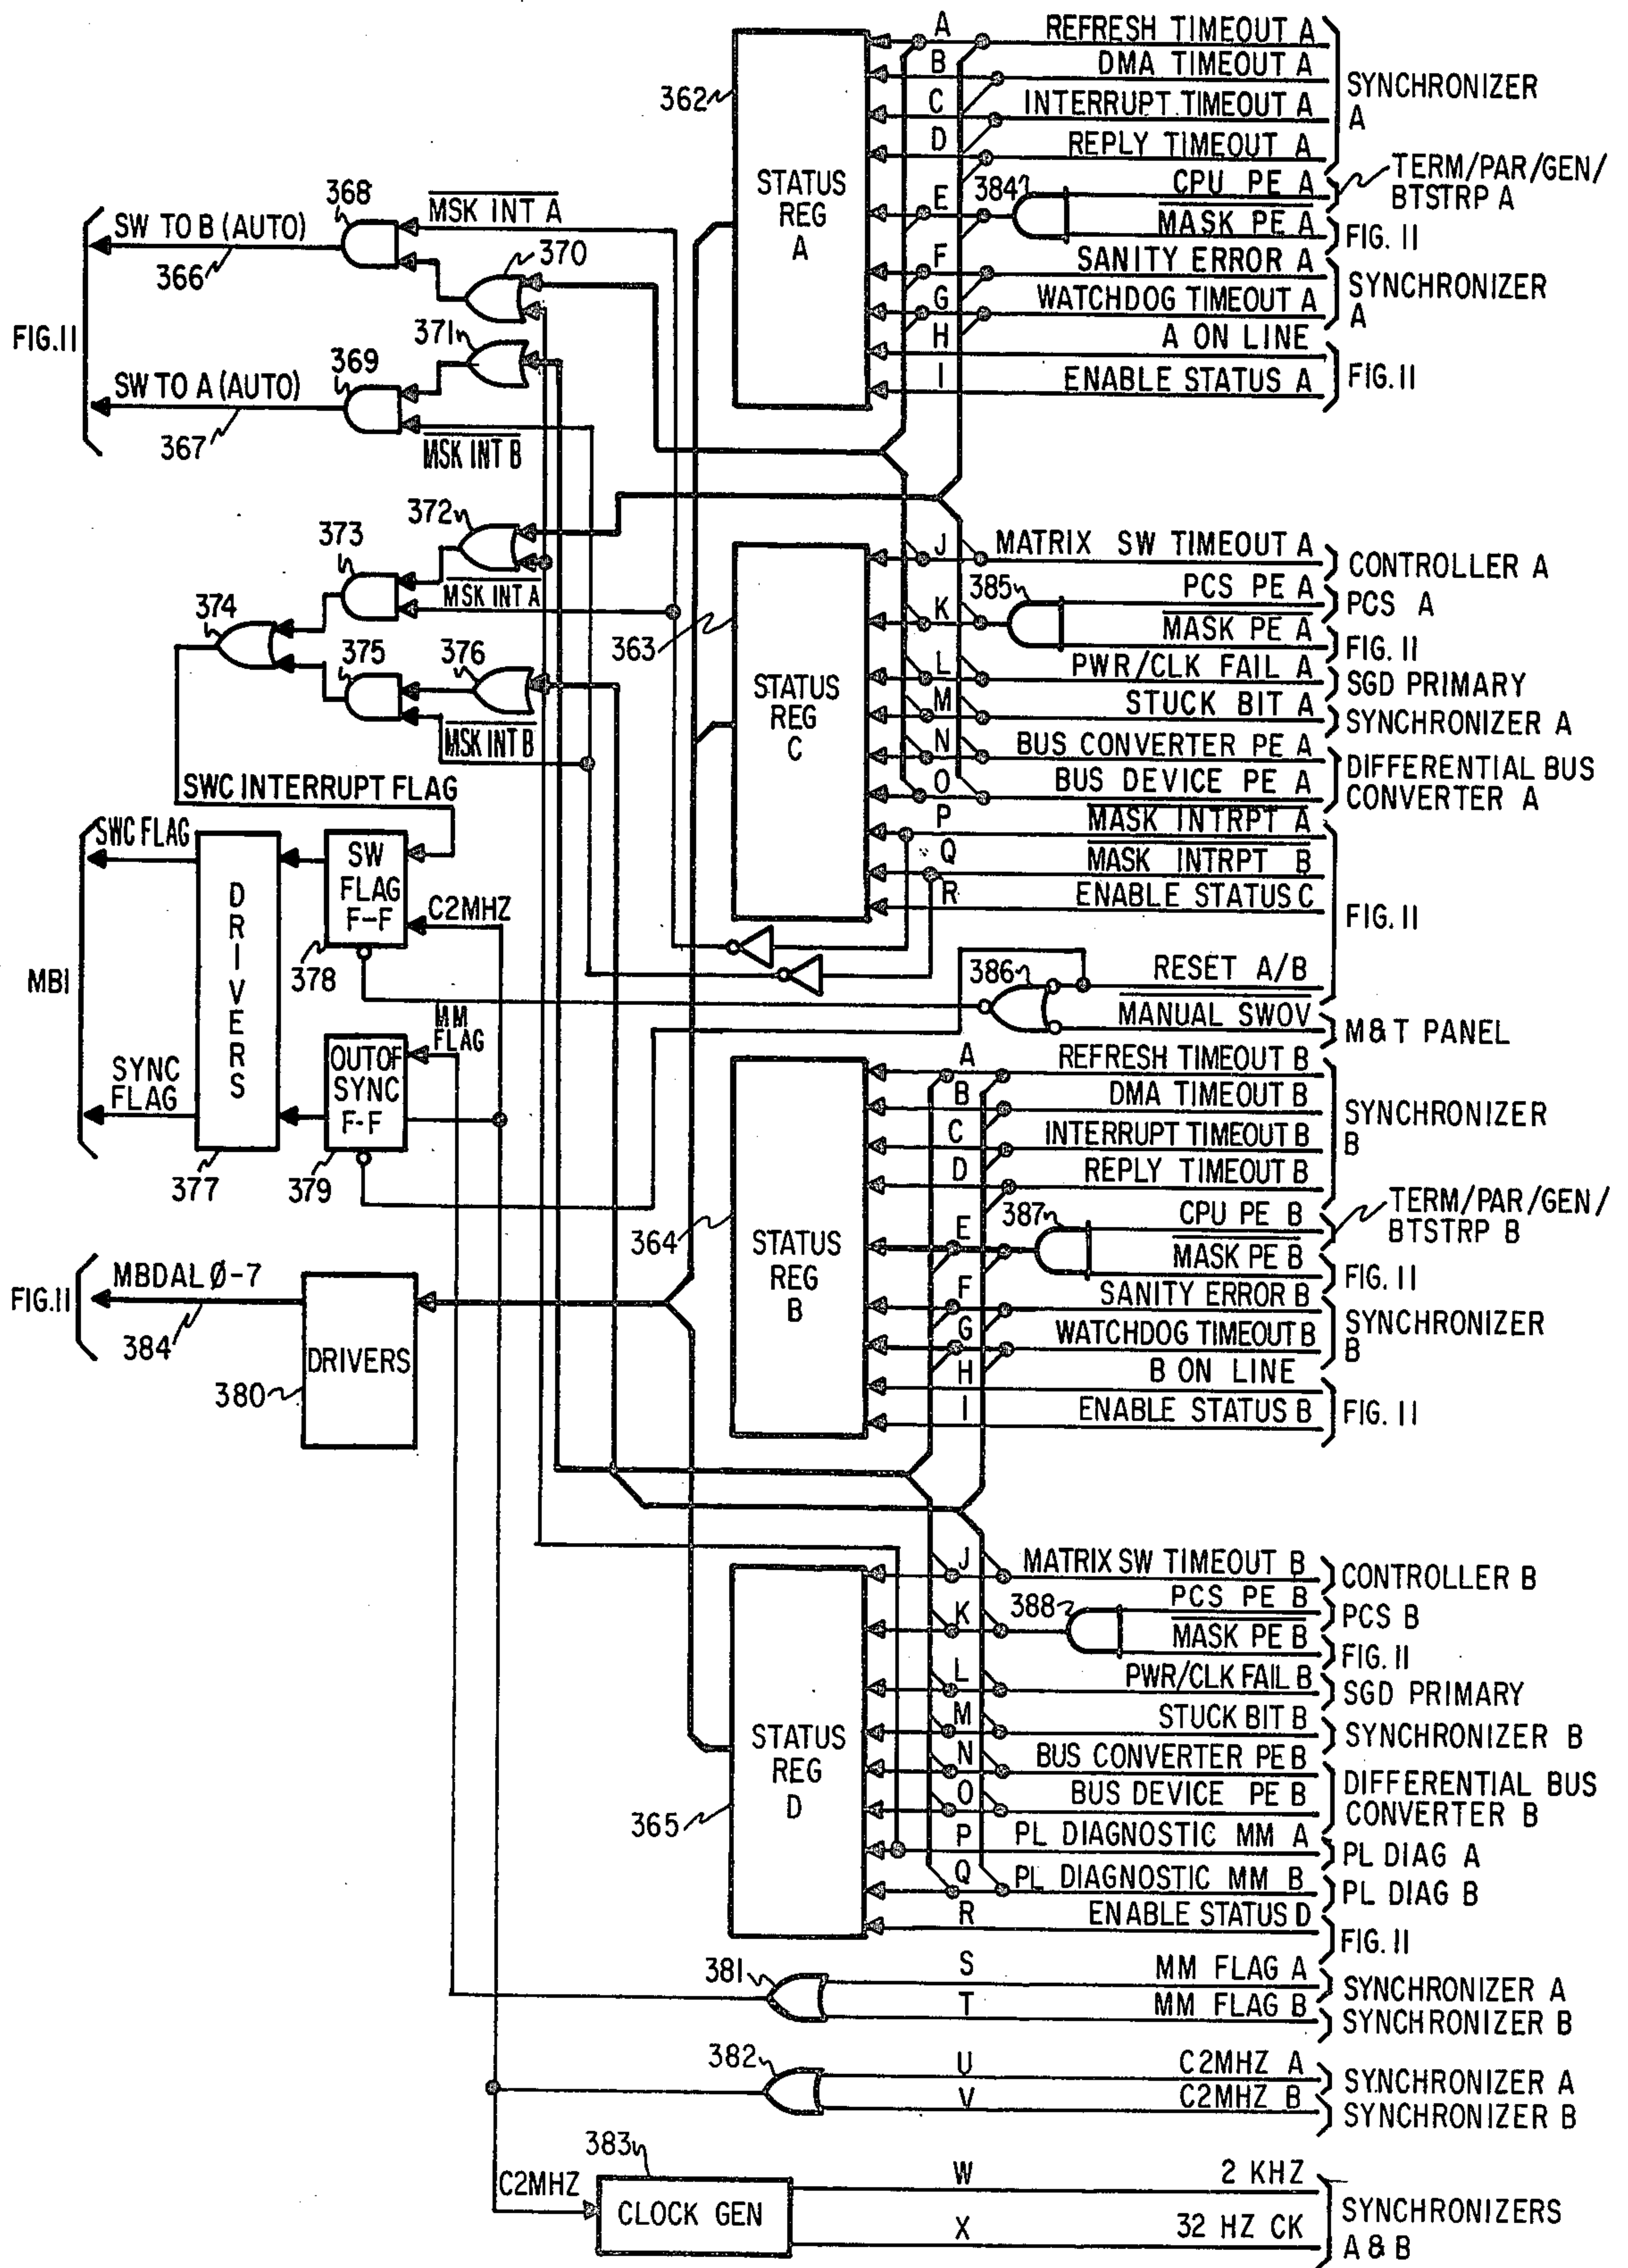 A REFRESH TIMEOUT A
B DMA TIMEOUT A
C INTERRUPT TIMEOUT A
D REPLY TIMEOUT A
SYNCHRONIZER
A
362
STATUS
REG
A
E 384 CPU PE A
MASK PE A
TERM/PAR/GEN/
BTSTRP A
FIG. 11
F SANITY ERROR A
G WATCHDOG TIMEOUT A
SYNCHRONIZER
A
H A ON LINE
I ENABLE STATUS A
FIG. 11
368
MSK INT A
SW TO B (AUTO)
366
370
371
FIG. 11
369
SW TO A (AUTO)
367
MSK INT B
372
373
MSK INT A
374
375
376
MSK INT B
SWC INTERRUPT FLAG
J MATRIX SW TIMEOUT A
CONTROLLER A
385
K PCS PE A
PCS A
MASK PE A
FIG. 11
363
STATUS
REG
C
L PWR/CLK FAIL A
SGD PRIMARY
M STUCK BIT A
SYNCHRONIZER A
N BUS CONVERTER PE A
O BUS DEVICE PE A
DIFFERENTIAL BUS
CONVERTER A
P MASK INTRPT A
Q MASK INTRPT B
R ENABLE STATUS C
FIG. 11
SWC FLAG
DRIVERS
SW
FLAG
F-F
C2MHZ
378
MBI
386 RESET A/B
MANUAL SWOV
M&T PANEL
MM
FLAG
OUT OF
SYNC
F-F
SYNC
FLAG
377
379
A REFRESH TIMEOUT B
B DMA TIMEOUT B
C INTERRUPT TIMEOUT B
D REPLY TIMEOUT B
SYNCHRONIZER
B
364
STATUS
REG
B
E 387 CPU PE B
MASK PE B
TERM/PAR/GEN/
BTSTRP B
FIG. 11
F SANITY ERROR B
G WATCHDOG TIMEOUT B
SYNCHRONIZER
B
H B ON LINE
I ENABLE STATUS B
FIG. 11
FIG. 11
MBDAL Ø-7
384
DRIVERS
380
J MATRIX SW TIMEOUT B
CONTROLLER B
K 388 PCS PE B
PCS B
MASK PE B
FIG. 11
L PWR/CLK FAIL B
SGD PRIMARY
M STUCK BIT B
SYNCHRONIZER B
STATUS
REG
D
365
N BUS CONVERTER PE B
O BUS DEVICE PE B
DIFFERENTIAL BUS
CONVERTER B
P PL DIAGNOSTIC MM A
PL DIAG A
Q PL DIAGNOSTIC MM B
PL DIAG B
R ENABLE STATUS D
FIG. 11
381 S MM FLAG A
SYNCHRONIZER A
T MM FLAG B
SYNCHRONIZER B
382 U C2MHZ A
SYNCHRONIZER A
V C2MHZ B
SYNCHRONIZER B
383
C2MHZ
CLOCK GEN
W 2 KHZ
X 32 HZ CK
SYNCHRONIZERS
A & B